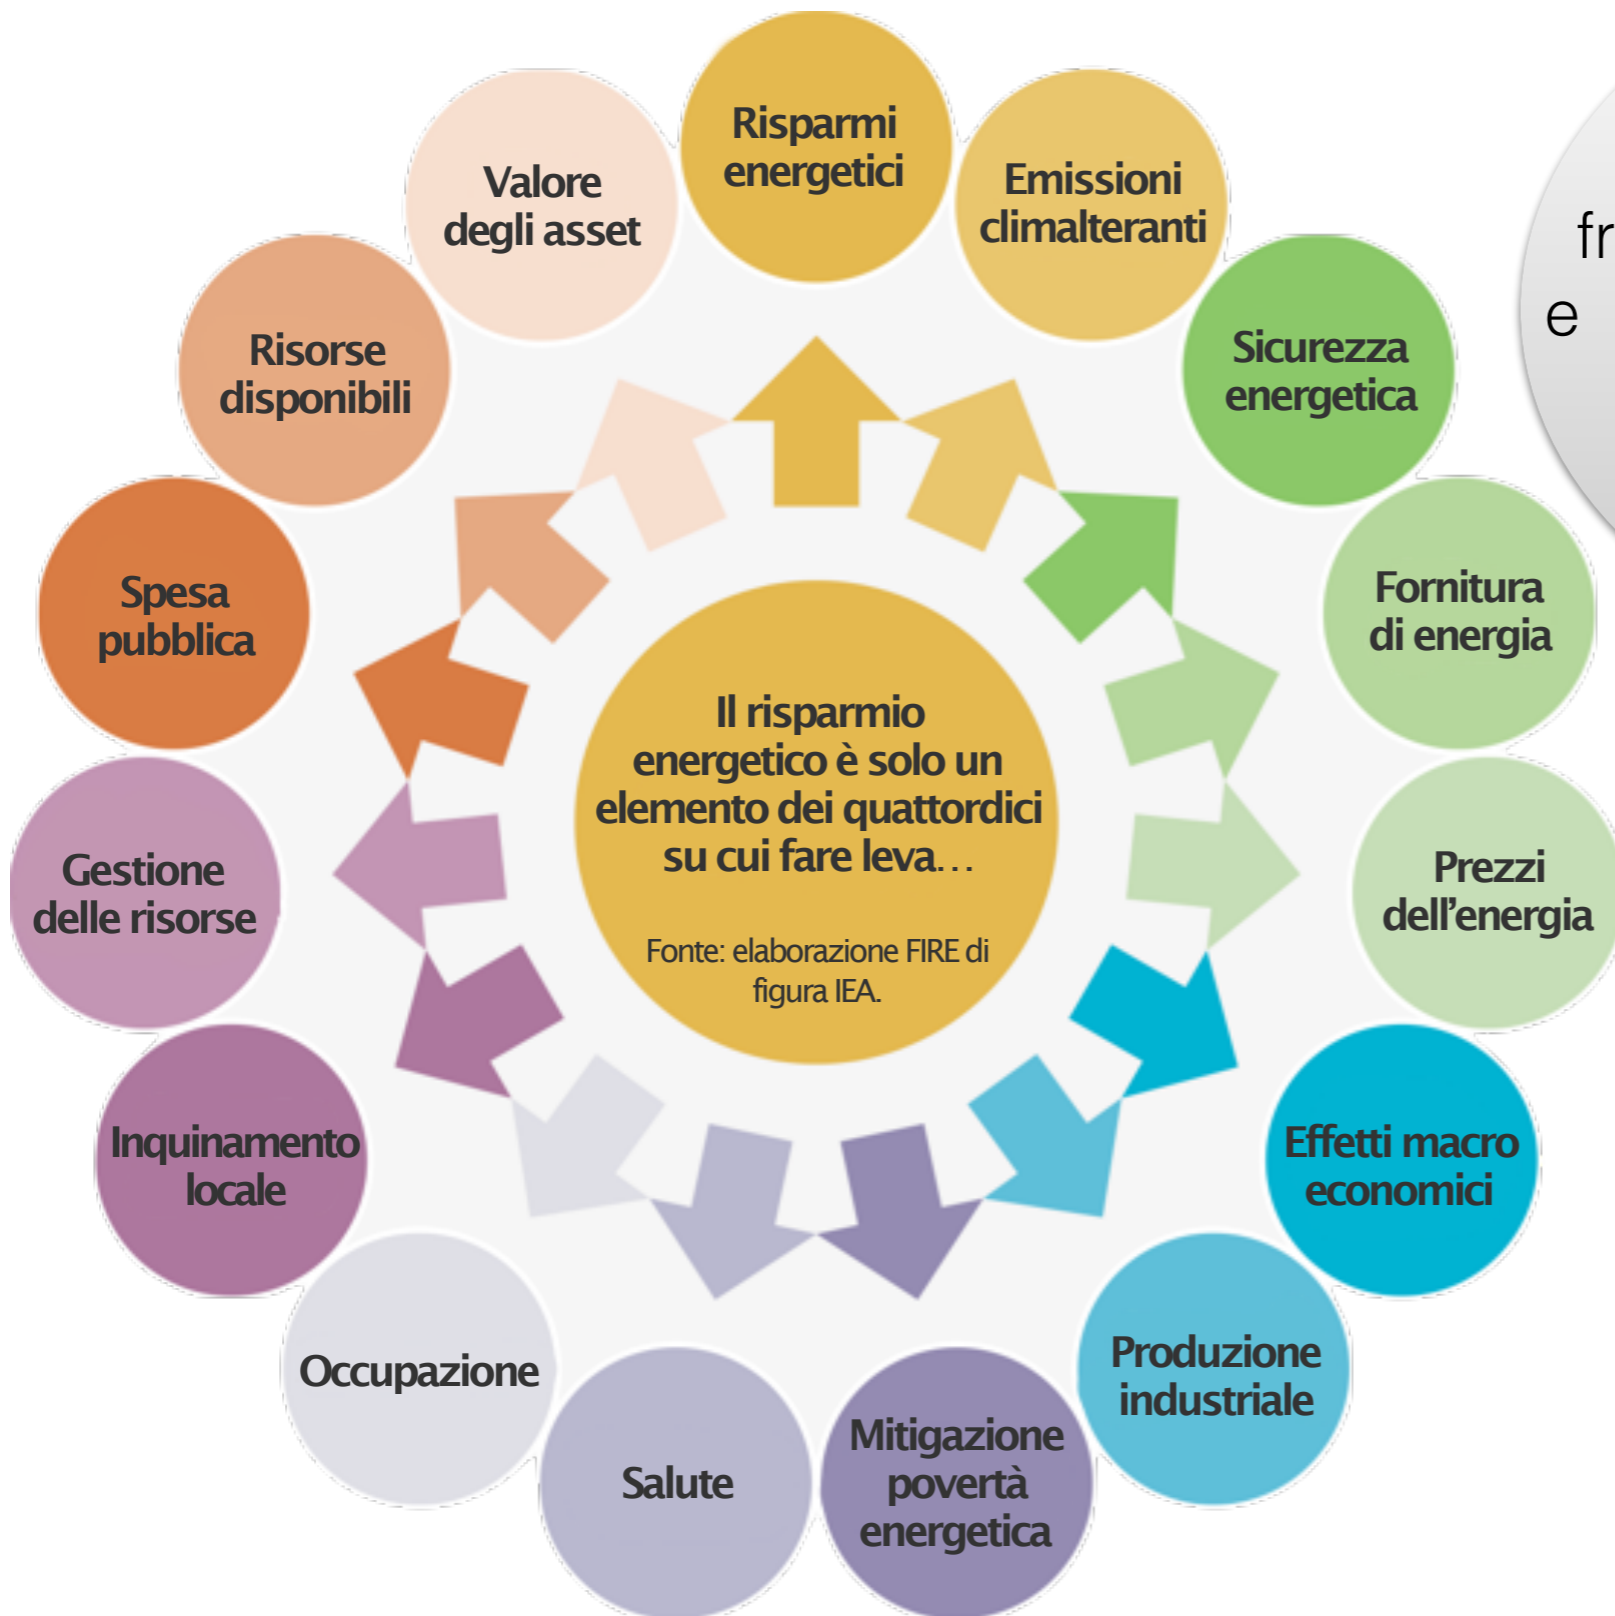 Risparmi
energetici
Emissioni
climalteranti
Sicurezza
energetica
Fornitura
di energia
Prezzi
dell'energia
Effetti macro
economici
Produzione
industriale
Mitigazione
povertà
energetica
Salute
Occupazione
Inquinamento
locale
Gestione
delle risorse
Spesa
pubblica
Risorse
disponibili
Valore
degli asset
Il risparmio
energetico è solo un
elemento dei quattordici
su cui fare leva…
Fonte: elaborazione FIRE di
figura IEA.
e